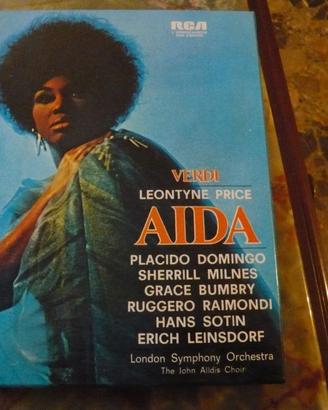 RCA
VERDI
LEONTYNE PRICE
AIDA
PLACIDO DOMINGO
SHERRILL MILNES
GRACE BUMBRY
RUGGERO RAIMONDI
HANS SOTIN
ERICH LEINSDORF
London Symphony Orchestra
The John Alldis Choir